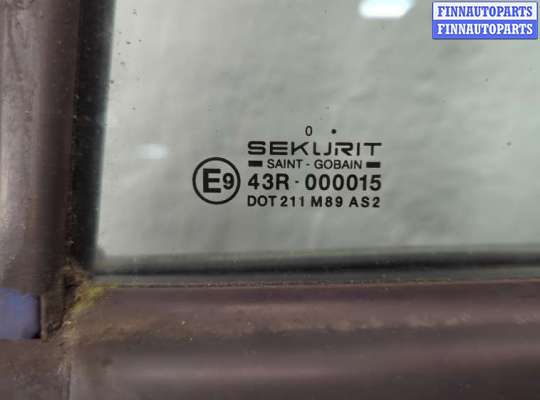 FINNAUTOPARTS
FINNAUTOPARTS
0 •
SEKURIT
SAINT - GOBAIN
E9 43R - 000015
DOT 211 M89 AS2